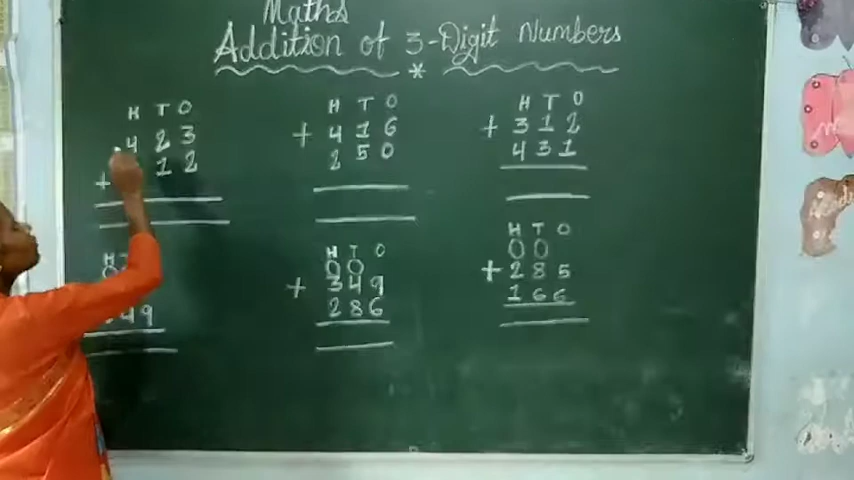 Maths
Addition of 3-Digit Numbers
*
H T O
4 2 3
+ 1 2
H T O
+ 4 1 6
2 5 0
H T O
+ 3 1 2
4 3 1
H
4 9
H T O
0 0
+ 3 4 9
2 8 6
H T O
0 0
+ 2 8 5
1 6 6